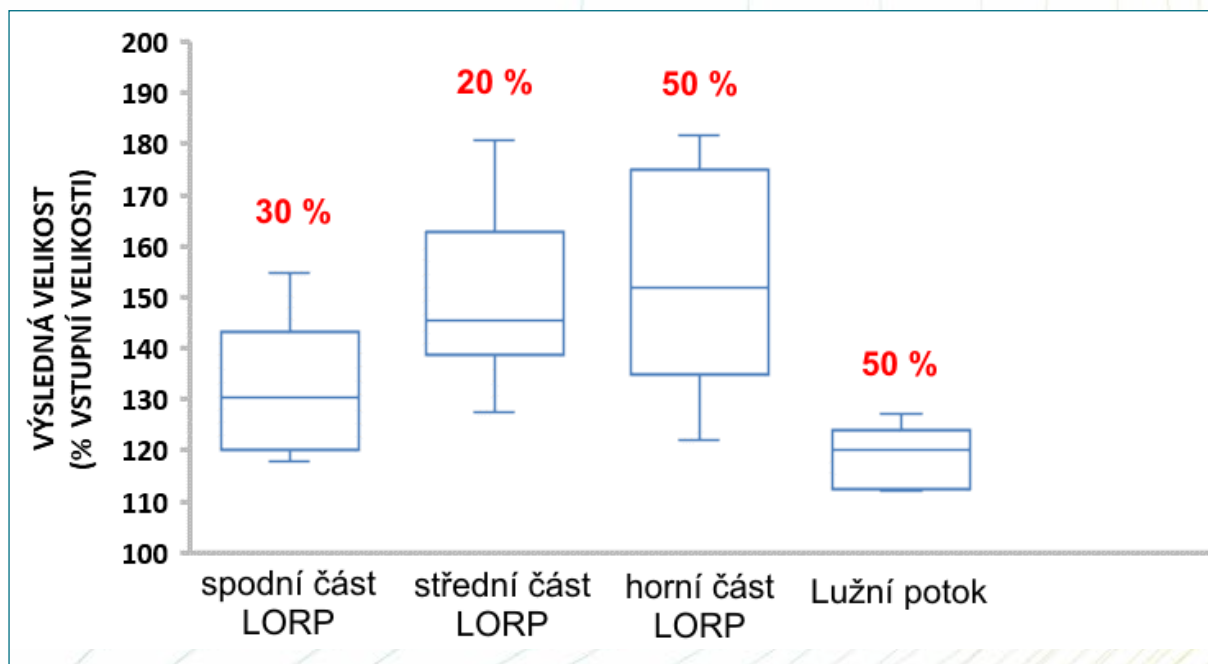 VÝSLEDNÁ VELIKOST
(% VSTUPNÍ VELIKOSTI)
200
190
180
170
160
150
140
130
120
110
100
30 %
20 %
50 %
50 %
spodní část
LORP
střední část
LORP
horní část
LORP
Lužní potok